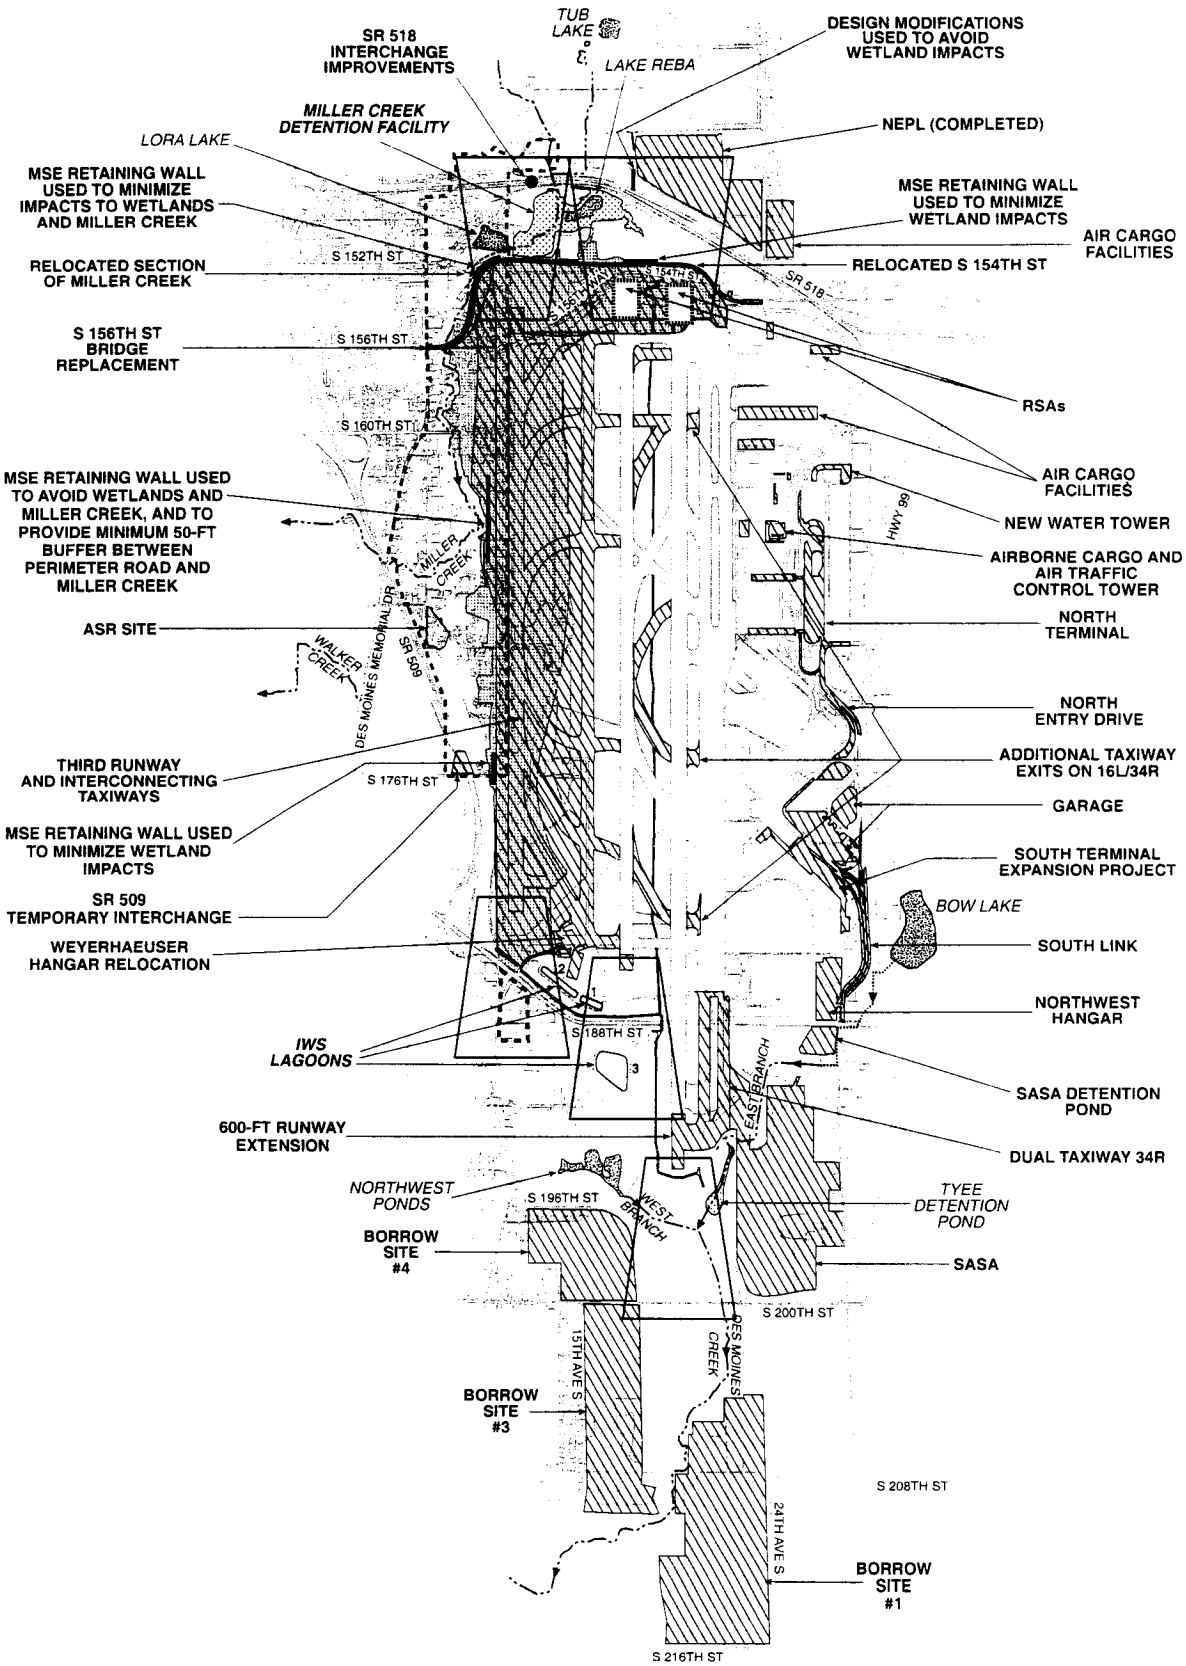 TUB
LAKE
DESIGN MODIFICATIONS
USED TO AVOID
WETLAND IMPACTS
SR 518
INTERCHANGE
IMPROVEMENTS
LAKE REBA
MILLER CREEK
DETENTION FACILITY
NEPL (COMPLETED)
LORA LAKE
MSE RETAINING WALL
USED TO MINIMIZE
IMPACTS TO WETLANDS
AND MILLER CREEK
MSE RETAINING WALL
USED TO MINIMIZE
WETLAND IMPACTS
AIR CARGO
FACILITIES
S 152TH ST
RELOCATED SECTION
OF MILLER CREEK
S 154TH ST
RELOCATED S 154TH ST
SR 518
S 156TH WAY
S 156TH ST
BRIDGE
REPLACEMENT
S 156TH ST
RSAs
S 160TH ST
AIR CARGO
FACILITIES
HWY 99
NEW WATER TOWER
MSE RETAINING WALL USED
TO AVOID WETLANDS AND
MILLER CREEK, AND TO
PROVIDE MINIMUM 50-FT
BUFFER BETWEEN
PERIMETER ROAD AND
MILLER CREEK
MILLER
CREEK
AIRBORNE CARGO AND
AIR TRAFFIC
CONTROL TOWER
ASR SITE
NORTH
TERMINAL
WALKER
CREEK
DES MOINES MEMORIAL DR
SR 509
NORTH
ENTRY DRIVE
THIRD RUNWAY
AND INTERCONNECTING
TAXIWAYS
S 176TH ST
ADDITIONAL TAXIWAY
EXITS ON 16L/34R
GARAGE
MSE RETAINING WALL USED
TO MINIMIZE WETLAND
IMPACTS
SOUTH TERMINAL
EXPANSION PROJECT
SR 509
TEMPORARY INTERCHANGE
BOW LAKE
WEYERHAEUSER
HANGAR RELOCATION
SOUTH LINK
2
1
NORTHWEST
HANGAR
S 188TH ST
IWS
LAGOONS
3
EAST BRANCH
SASA DETENTION
POND
600-FT RUNWAY
EXTENSION
DUAL TAXIWAY 34R
NORTHWEST
PONDS
S 196TH ST
WEST
BRANCH
TYEE
DETENTION
POND
BORROW
SITE
#4
SASA
S 200TH ST
15TH AVE S
DES MOINES
CREEK
BORROW
SITE
#3
S 208TH ST
24TH AVE S
BORROW
SITE
#1
S 216TH ST